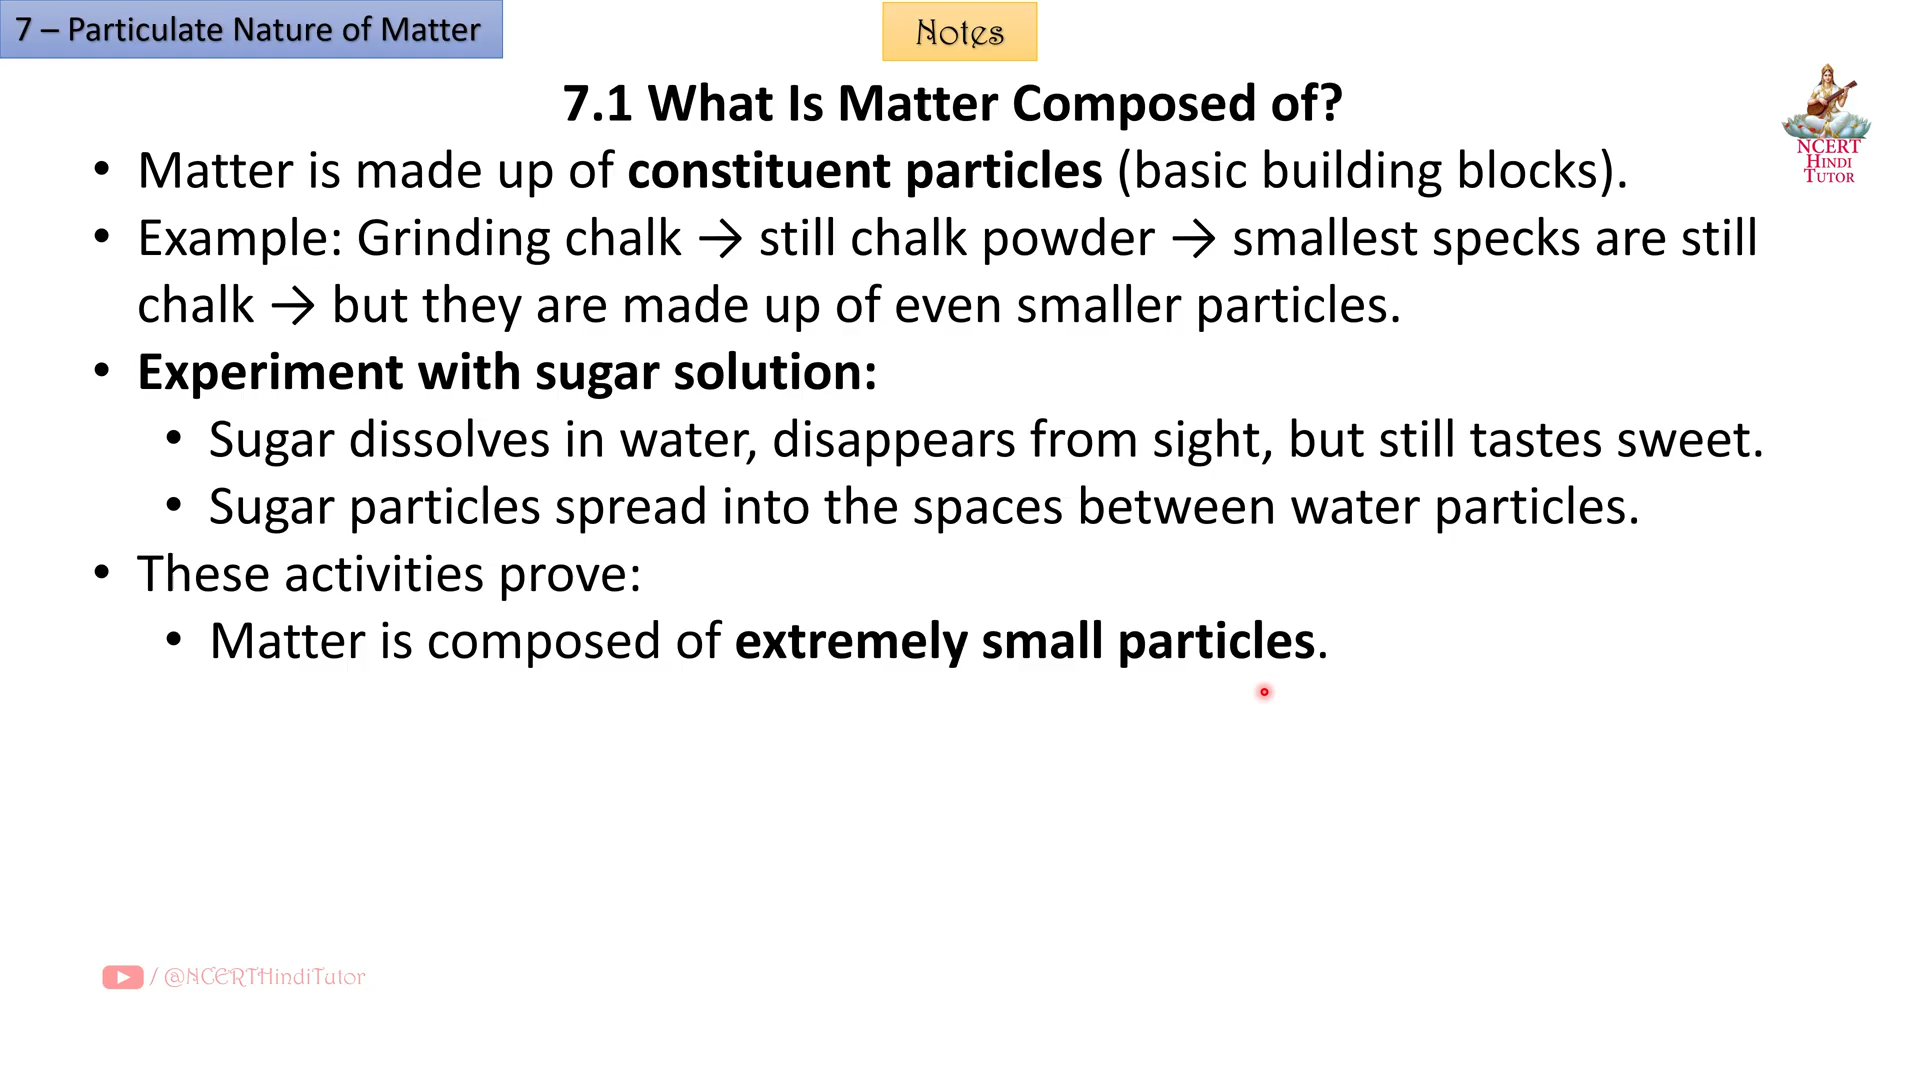 7 – Particulate Nature of Matter
Notes
7.1 What Is Matter Composed of?
• Matter is made up of constituent particles (basic building blocks).
• Example: Grinding chalk → still chalk powder → smallest specks are still
chalk → but they are made up of even smaller particles.
• Experiment with sugar solution:
• Sugar dissolves in water, disappears from sight, but still tastes sweet.
• Sugar particles spread into the spaces between water particles.
• These activities prove:
• Matter is composed of extremely small particles.
NCERT
HINDI
TUTOR
/ @NCERTHindiTutor